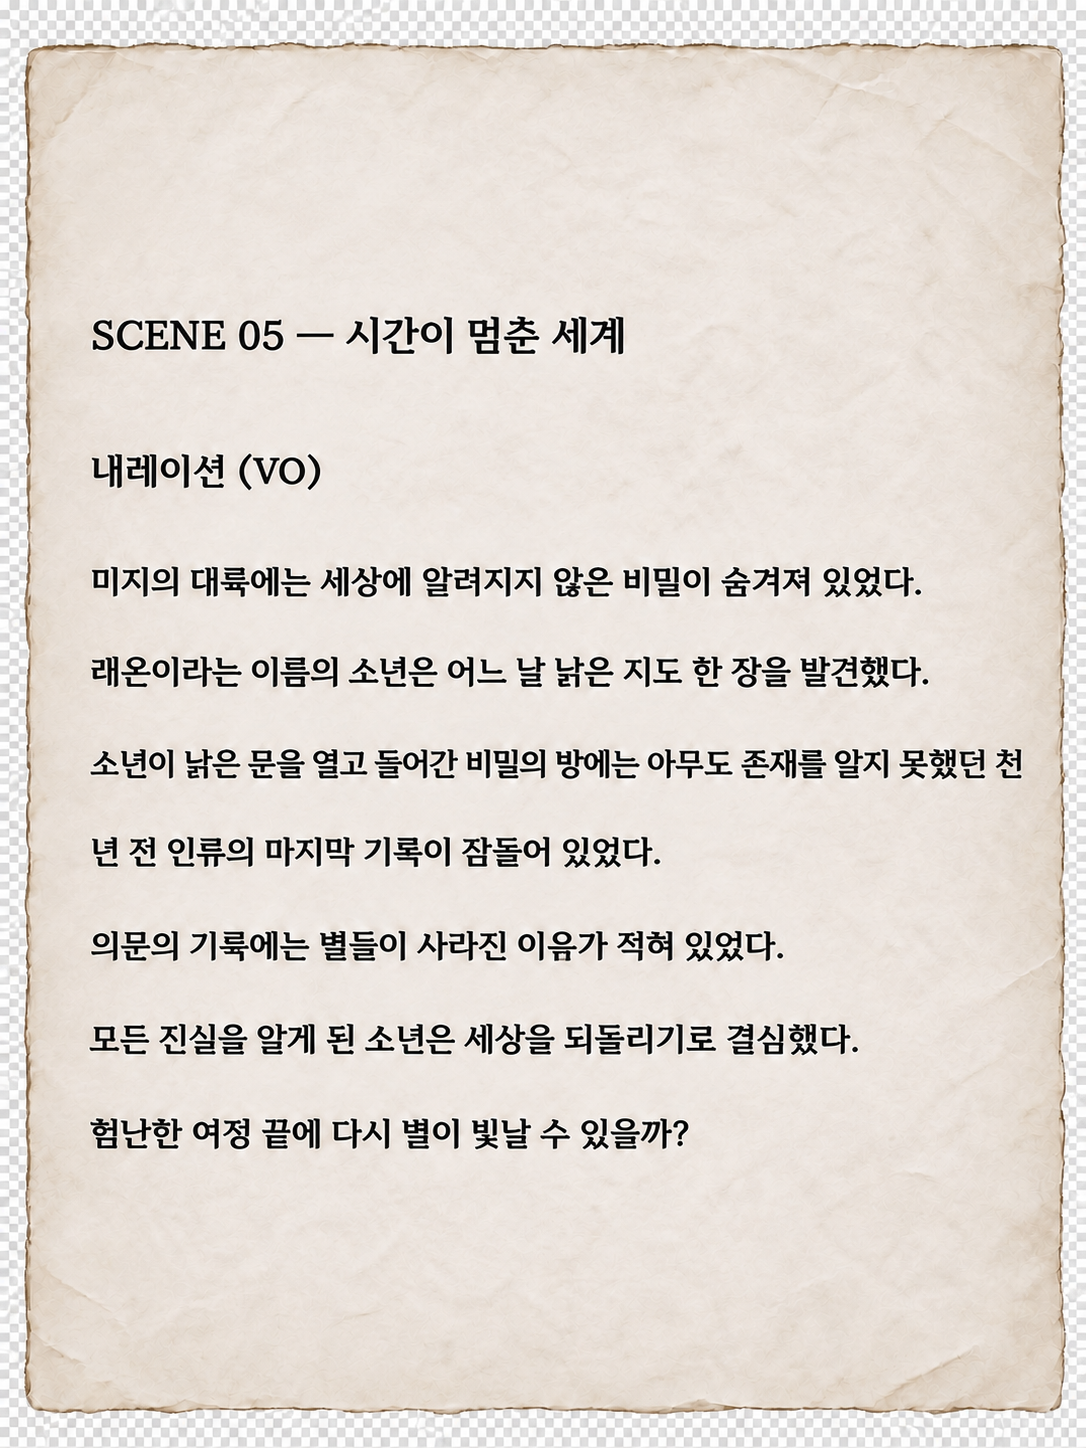 SCENE 05 — 시간이 멈춘 세계
내레이션 (VO)
미지의 대륙에는 세상에 알려지지 않은 비밀이 숨겨져 있었다.
래온이라는 이름의 소년은 어느 날 낡은 지도 한 장을 발견했다.
소년이 낡은 문을 열고 돌어간 비밀의 방에는 아무도 존재를 알지 못했던 천
년 전 인류의 마지막 기록이 잠돌어 있었다.
의문의 기룩에는 별들이 사라진 이윰가 적혀 있었다.
모든 진실을 알게 된 소년은 세상을 되돌리기로 결심했다.
험난한 여정 끝에 다시 별이 빛날 수 있을까?